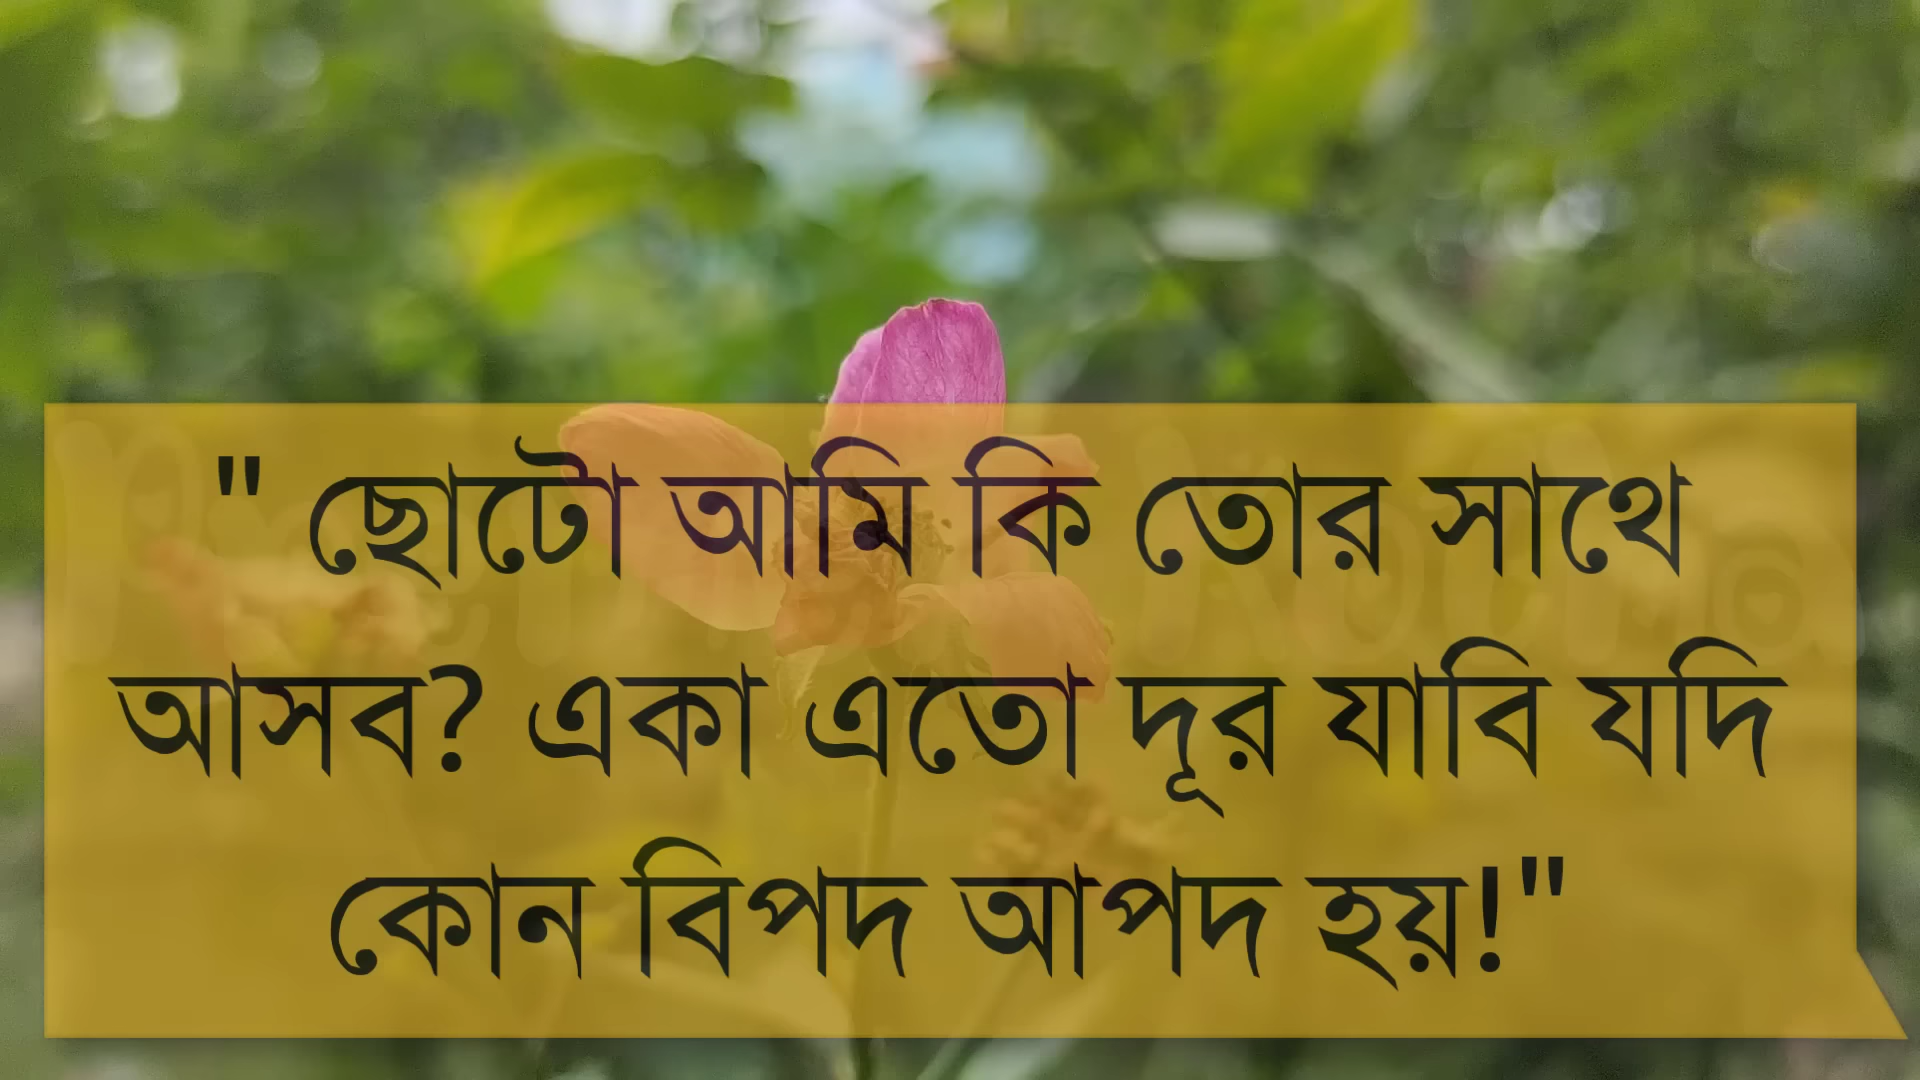 " ছোটো আমি কি তোর সাথে
আসব? একা এতো দূর যাবি যদি
কোন বিপদ আপদ হয়!"